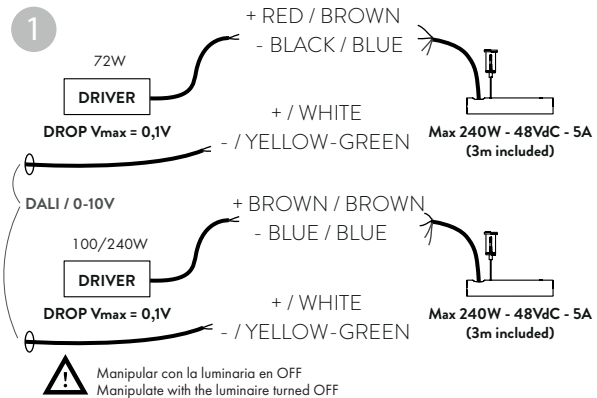 1
+ RED / BROWN
- BLACK / BLUE
72W
DRIVER
DROP Vmax = 0,1V
+ / WHITE
- / YELLOW-GREEN
Max 240W - 48VdC - 5A
(3m included)
DALI / 0-10V
+ BROWN / BROWN
- BLUE / BLUE
100/240W
DRIVER
DROP Vmax = 0,1V
+ / WHITE
- / YELLOW-GREEN
Max 240W - 48VdC - 5A
(3m included)
!
Manipular con la luminaria en OFF
Manipulate with the luminaire turned OFF